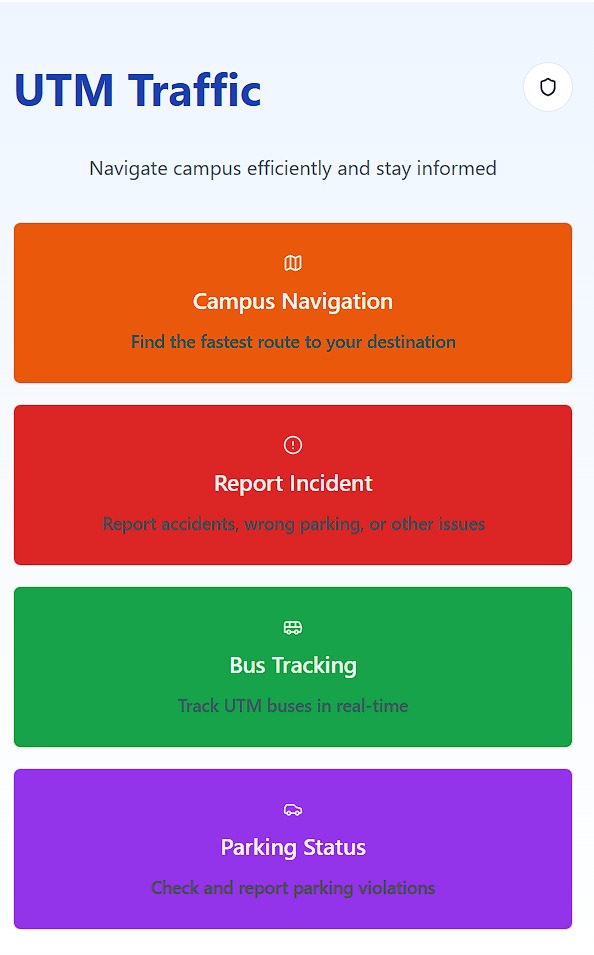 UTM Traffic
Navigate campus efficiently and stay informed
Campus Navigation
Find the fastest route to your destination
Report Incident
Report accidents, wrong parking, or other issues
Bus Tracking
Track UTM buses in real-time
Parking Status
Check and report parking violations